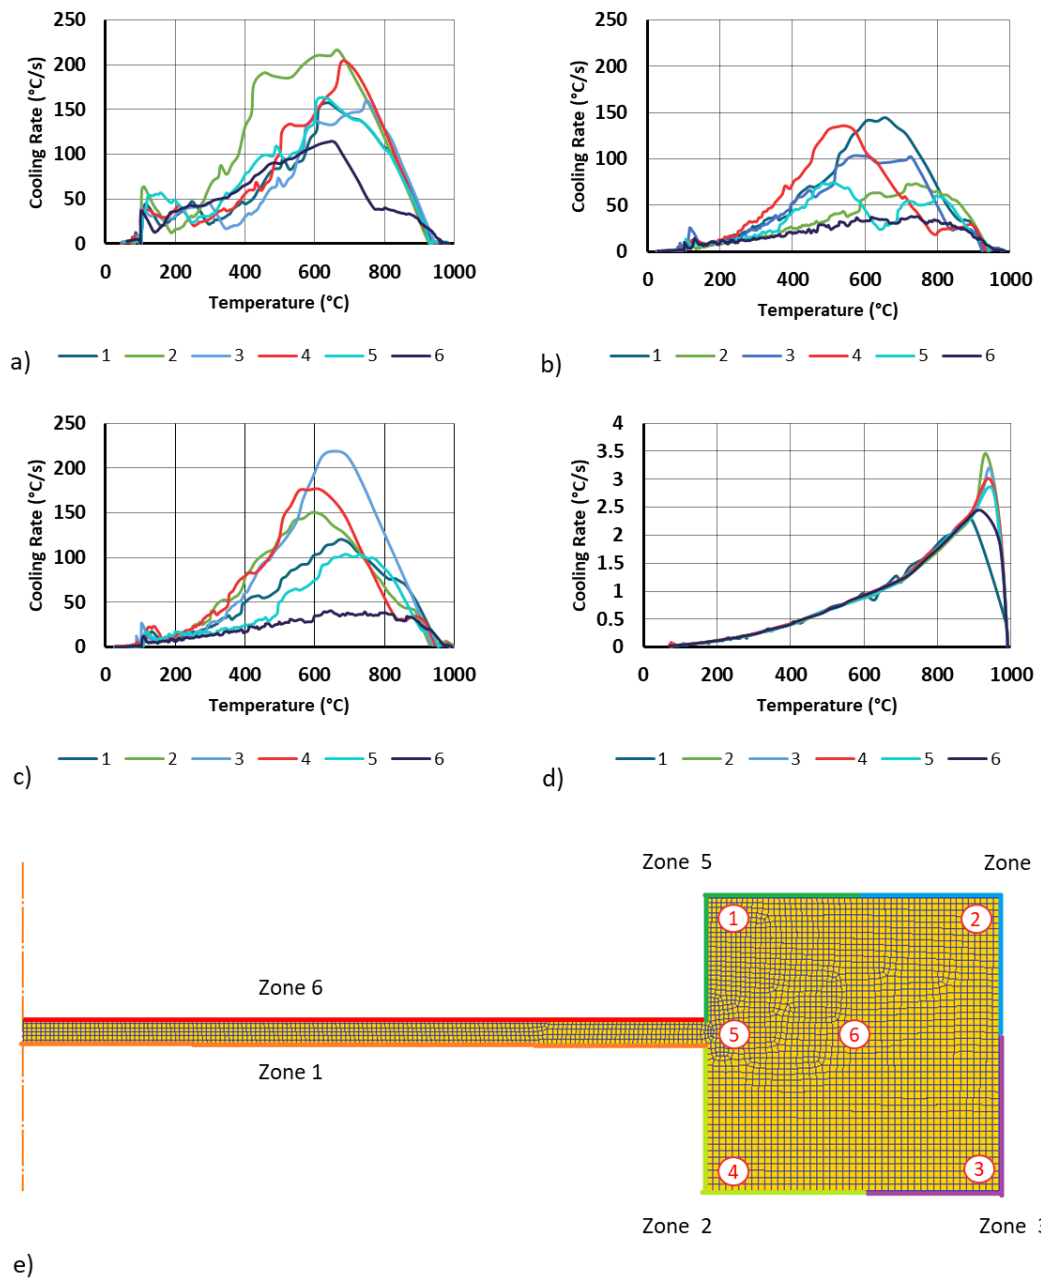 250
200
150
100
50
0
Cooling Rate (°C/s)
0 200 400 600 800 1000
Temperature (°C)
a)
1 2 3 4 5 6
250
200
150
100
50
0
Cooling Rate (°C/s)
0 200 400 600 800 1000
Temperature (°C)
b)
1 2 3 4 5 6
250
200
150
100
50
0
Cooling Rate (°C/s)
0 200 400 600 800 1000
Temperature (°C)
c)
1 2 3 4 5 6
4
3.5
3
2.5
2
1.5
1
0.5
0
Cooling Rate (°C/s)
0 200 400 600 800 1000
Temperature (°C)
d)
1 2 3 4 5 6
Zone 5 Zone
1 2
Zone 6
5 6
Zone 1
4 3
Zone 2 Zone 3
e)